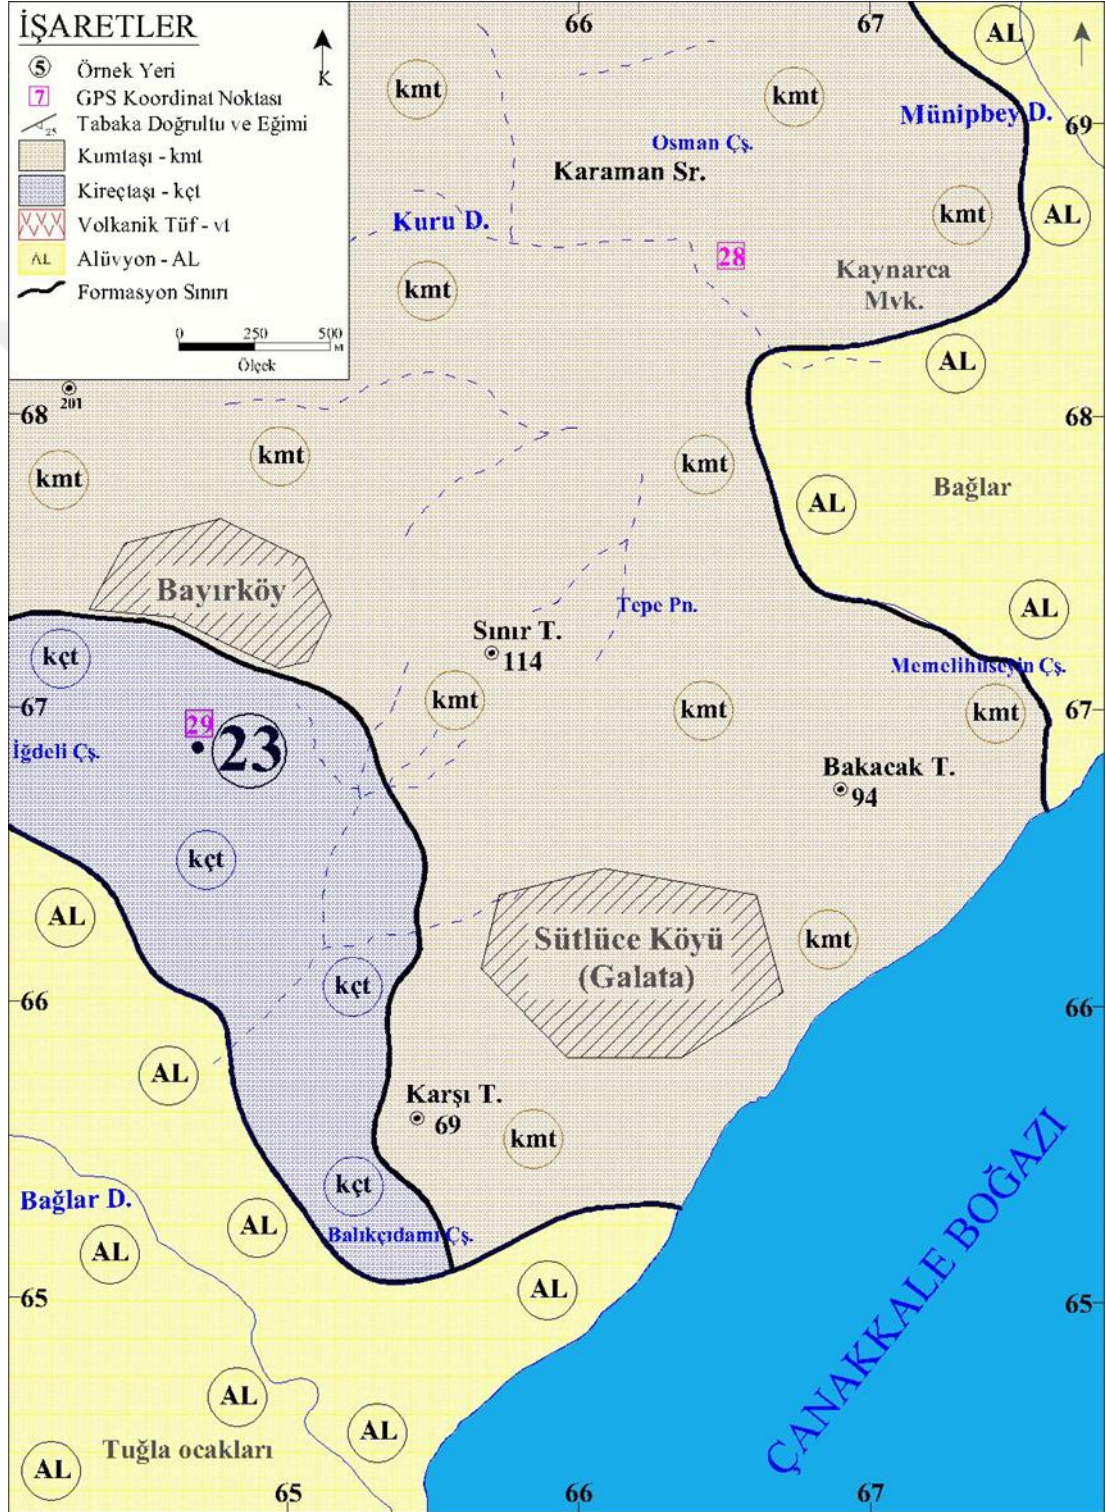 İŞARETLER
5 Örnek Yeri
7 GPS Koordinat Noktası
25 Tabaka Doğrultu ve Eğimi
Kumtaşı - kmt
Kireçtaşı - kçt
Volkanik Tüf - vt
AL Alüvyon - AL
Formasyon Sınırı
K
0 250 500
M
Ölçek
66 67
AL
kmt kmt
Münipbey D.
69
Osman Çş.
Karaman Sr.
kmt AL
Kuru D.
28
Kaynarca
Mvk.
kmt
AL
201
68 68
kmt kmt kmt
Bağlar
AL
Bayırköy
Tepe Pn.
AL
Sınır T.
114
kçt
Memelihüseyin Çş.
67 67
kmt kmt kmt
29
23
İğdeli Çş.
Bakacak T.
94
kçt
AL
Sütlüce Köyü
(Galata)
kmt
kçt
66 66
AL
Karşı T.
69
kmt
kçt
Bağlar D.
AL
Balıkçıdamı Çş.
AL
AL
65 65
ÇANAKKALE BOĞAZI
AL
AL
Tuğla ocakları
AL
65 66 67